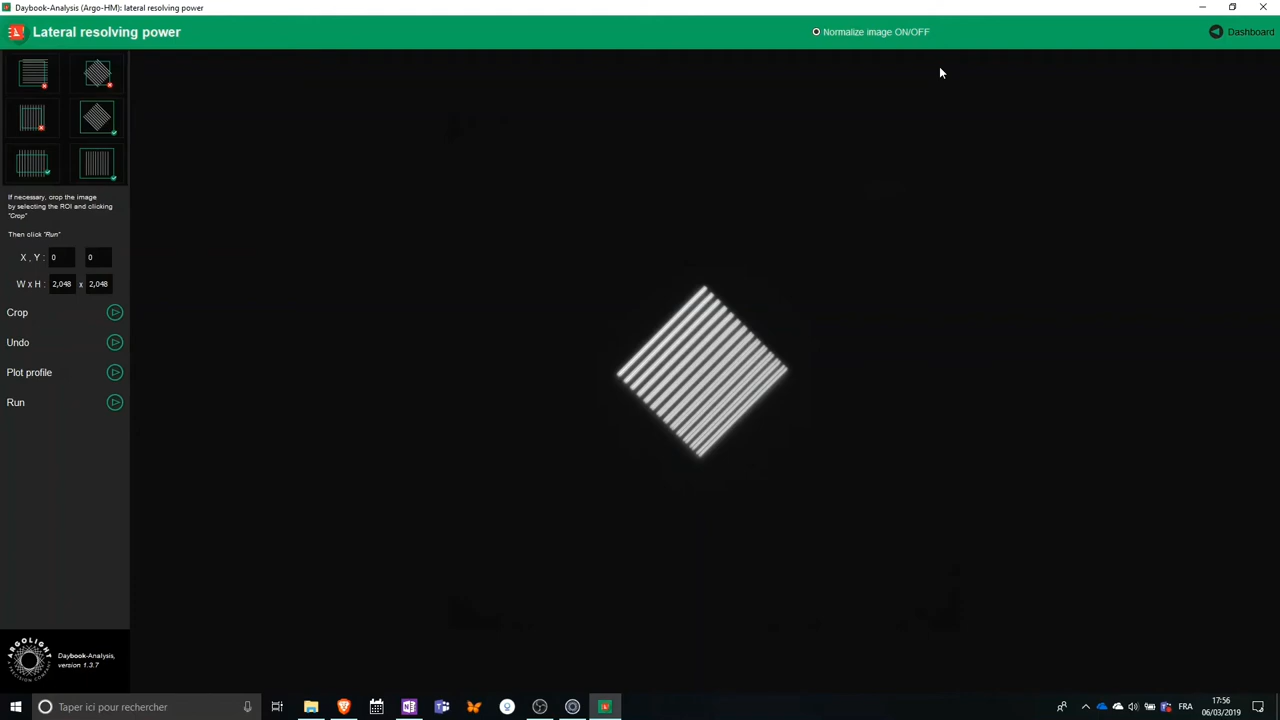 Daybook-Analysis (Argo-HM): lateral resolving power
Lateral resolving power
Normalize image ON/OFF
Dashboard
If necessary, crop the image
by selecting the ROI and clicking
"Crop"
Then click "Run"
X , Y : 0 0
W x H : 2,048 x 2,048
Crop
Undo
Plot profile
Run
ARGOLIGHT
A PRECISION COMPANY
Daybook-Analysis,
version 1.3.7
Taper ici pour rechercher
FRA
17:56
06/03/2019